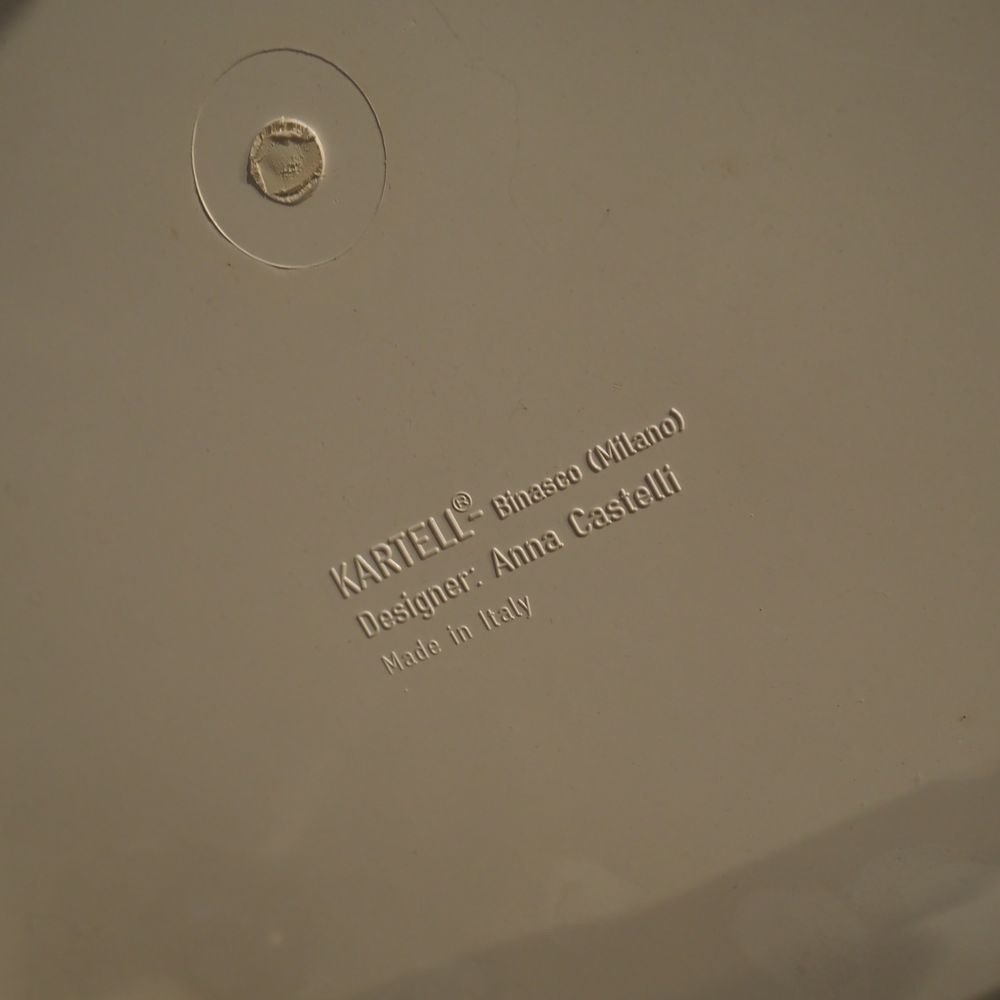 KARTELL®- Binasco (Milano)
Designer: Anna Castelli
Made in Italy